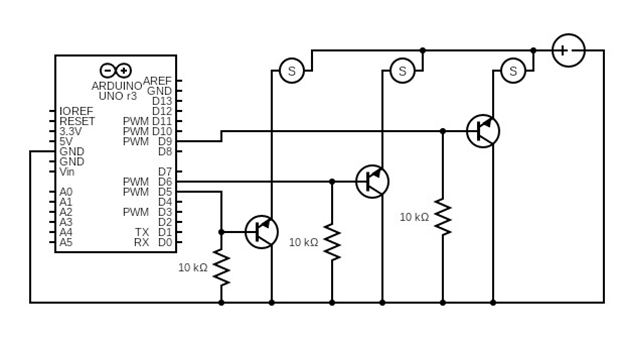 ARDUINO
UNO r3
AREF
GND
D13
IOREF D12
RESET PWM D11
3.3V PWM D10
5V PWM D9
GND D8
GND
Vin D7
PWM D6
A0 PWM D5
A1 D4
A2 PWM D3
A3 D2
A4 TX D1
A5 RX D0
S
S
S
10 kΩ
10 kΩ
10 kΩ